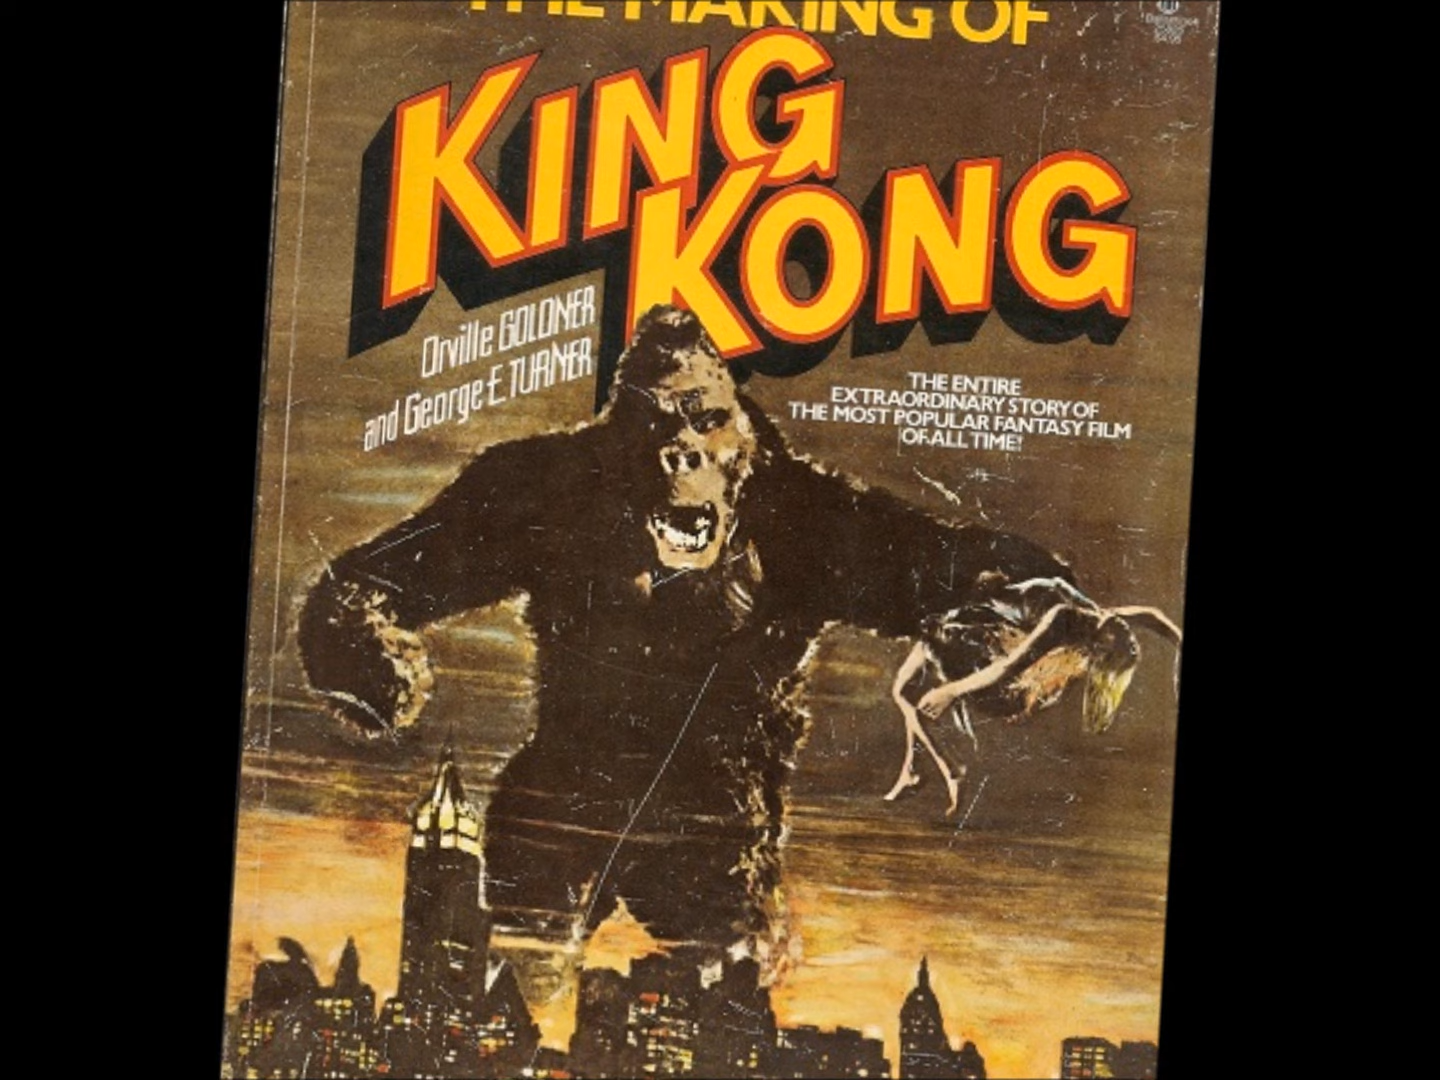 THE MAKING OF
KING
KONG
Orville GOLDNER
and George E. TURNER
THE ENTIRE
EXTRAORDINARY STORY OF
THE MOST POPULAR FANTASY FILM
OF ALL TIME!